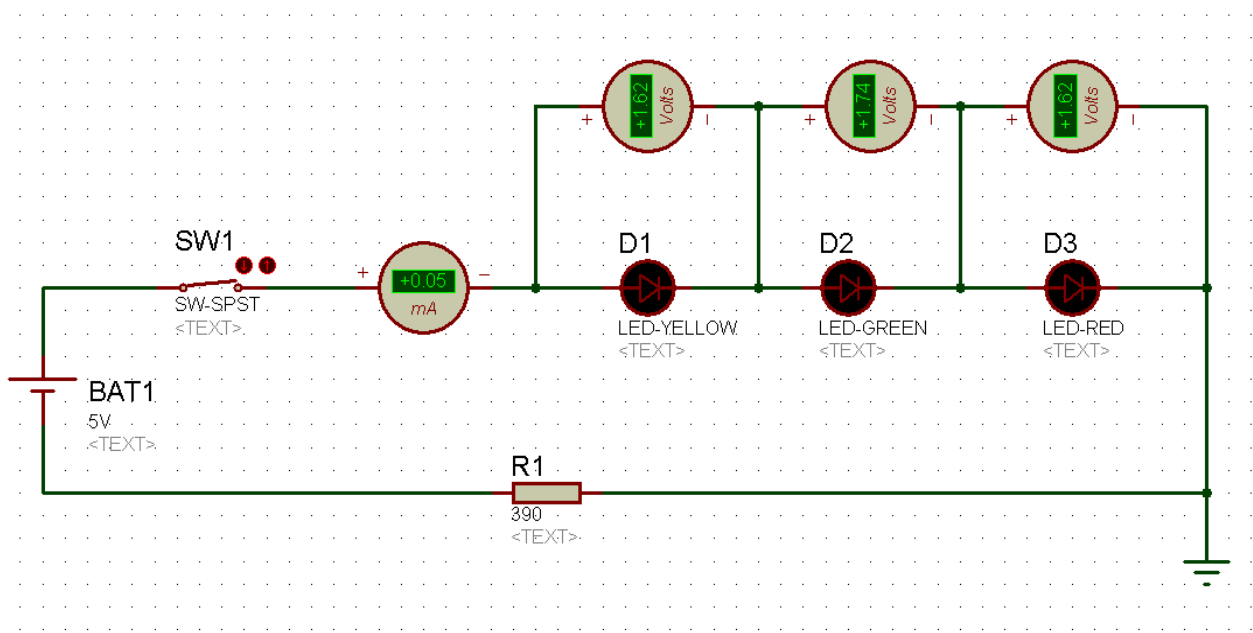 +1.62
Volts
+ −
+1.74
Volts
+ −
+1.62
Volts
+ −
SW1
SW-SPST
<TEXT>
+ −
+0.05
mA
D1
LED-YELLOW
<TEXT>
D2
LED-GREEN
<TEXT>
D3
LED-RED
<TEXT>
BAT1
5V
<TEXT>
R1
390
<TEXT>